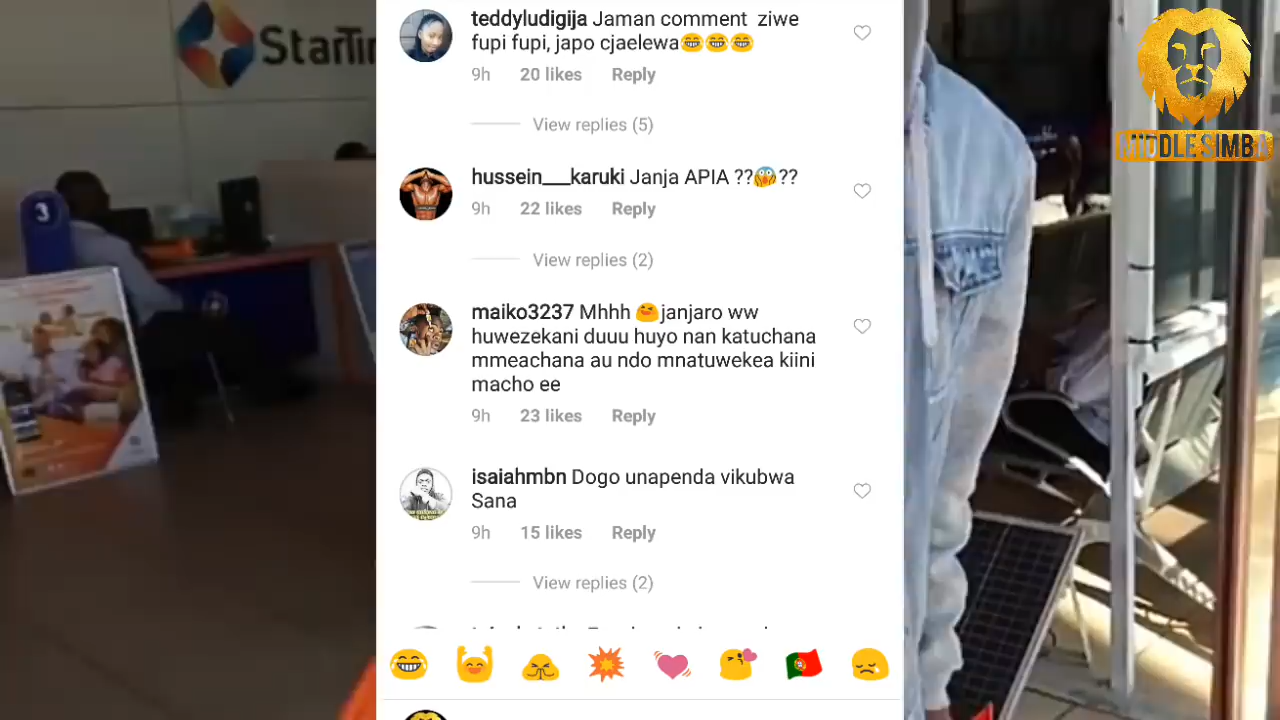 StarTim
3
MIDDLE SIMBA
teddyludigija Jaman comment ziwe
fupi fupi, japo cjaelewa😂😂😂
9h 20 likes Reply
View replies (5)
hussein___karuki Janja APIA ??😱??
9h 22 likes Reply
View replies (2)
maiko3237 Mhhh 😆janjaro ww
huwezekani duuu huyo nan katuchana
mmeachana au ndo mnatuwekea kiini
macho ee
9h 23 likes Reply
isaiahmbn Dogo unapenda vikubwa
Sana
9h 15 likes Reply
View replies (2)